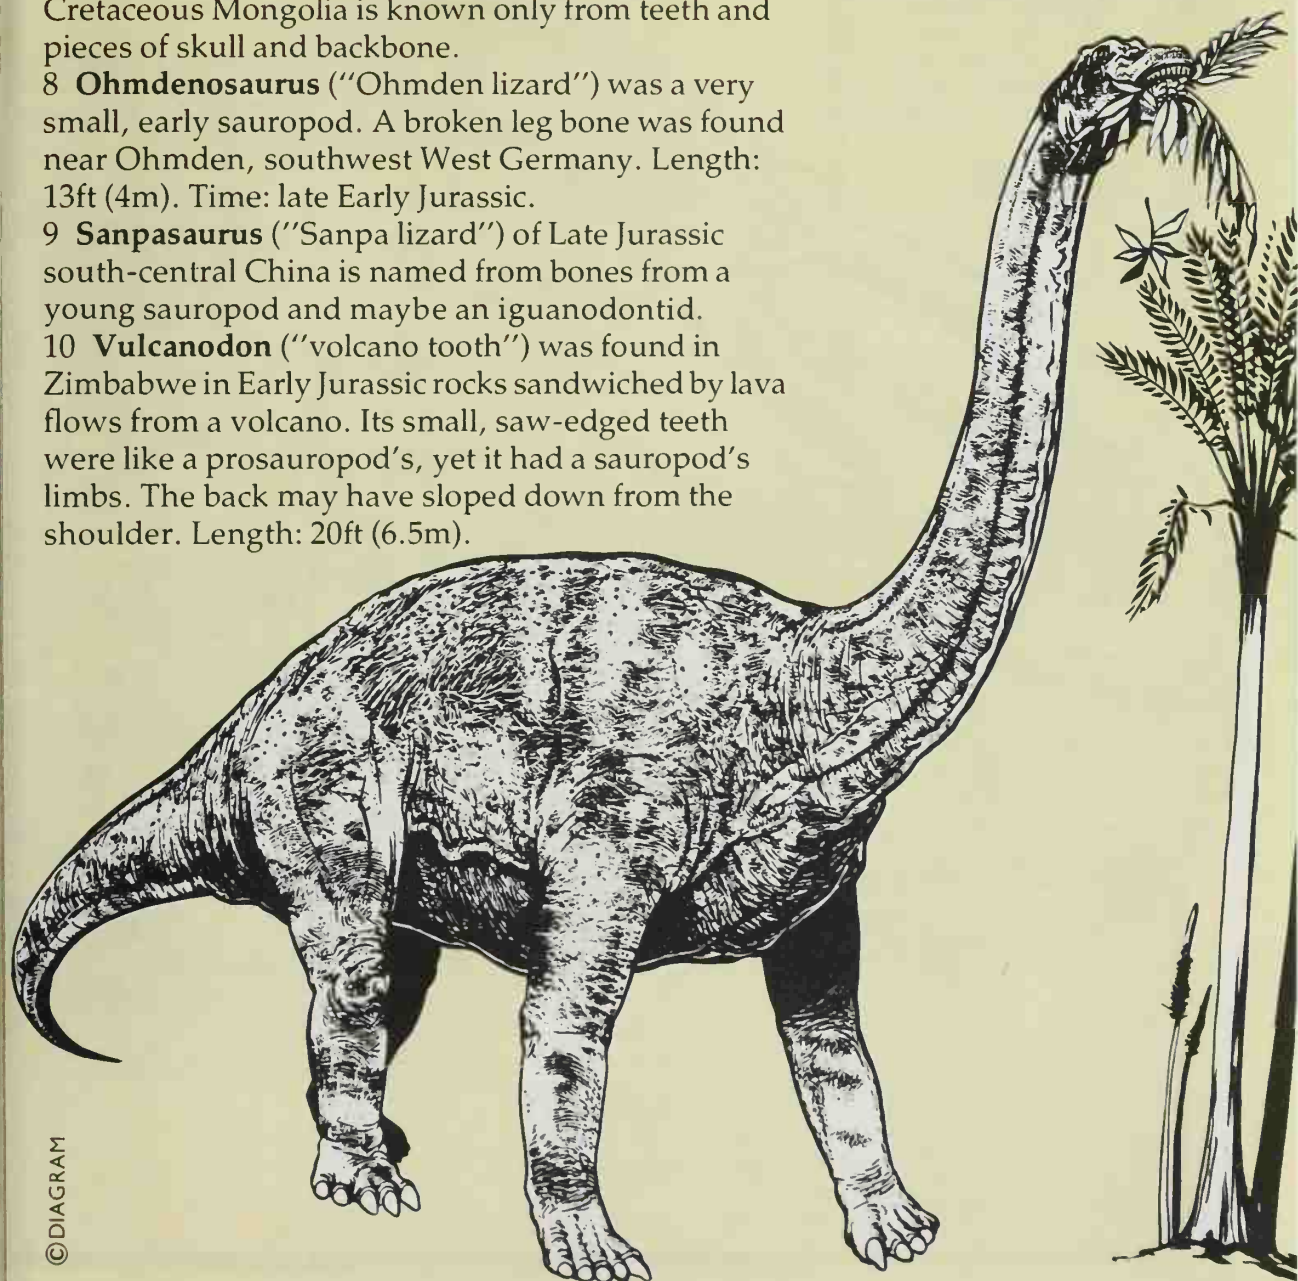 Cretaceous Mongolia is known only from teeth and
pieces of skull and backbone.
8 Ohmdenosaurus (“Ohmden lizard”) was a very
small, early sauropod. A broken leg bone was found
near Ohmden, southwest West Germany. Length:
13ft (4m). Time: late Early Jurassic.
9 Sanpasaurus (“Sanpa lizard”) of Late Jurassic
south-central China is named from bones from a
young sauropod and maybe an iguanodontid.
10 Vulcanodon (“volcano tooth”) was found in
Zimbabwe in Early Jurassic rocks sandwiched by lava
flows from a volcano. Its small, saw-edged teeth
were like a prosauropod’s, yet it had a sauropod’s
limbs. The back may have sloped down from the
shoulder. Length: 20ft (6.5m).
©DIAGRAM